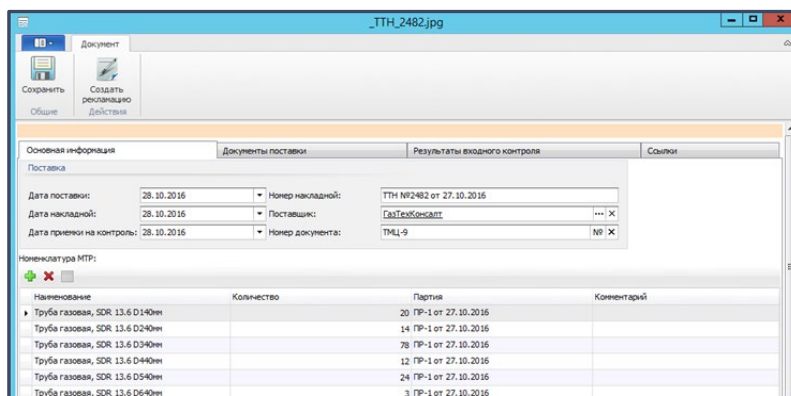 _TTH_2482.jpg
Документ
Сохранить
Создать рекламацию
Общие
Действия
Основная информация
Документы поставки
Результаты входного контроля
Ссылки
Поставка
Дата поставки: 28.10.2016 Номер накладной: ТТН №2482 от 27.10.2016
Дата накладной: 28.10.2016 Поставщик: ГазТехКонсалт
Дата приемки на контроль: 28.10.2016 Номер документа: ТМЦ-9 №
Номенклатура МТР:
Наименование Количество Партия Комментарий
Труба газовая, SDR 13.6 D140мм 20 ПР-1 от 27.10.2016
Труба газовая, SDR 13.6 D240мм 14 ПР-1 от 27.10.2016
Труба газовая, SDR 13.6 D340мм 78 ПР-1 от 27.10.2016
Труба газовая, SDR 13.6 D440мм 12 ПР-1 от 27.10.2016
Труба газовая, SDR 13.6 D540мм 24 ПР-1 от 27.10.2016
Труба газовая, SDR 13.6 D640мм 3 ПР-1 от 27.10.2016